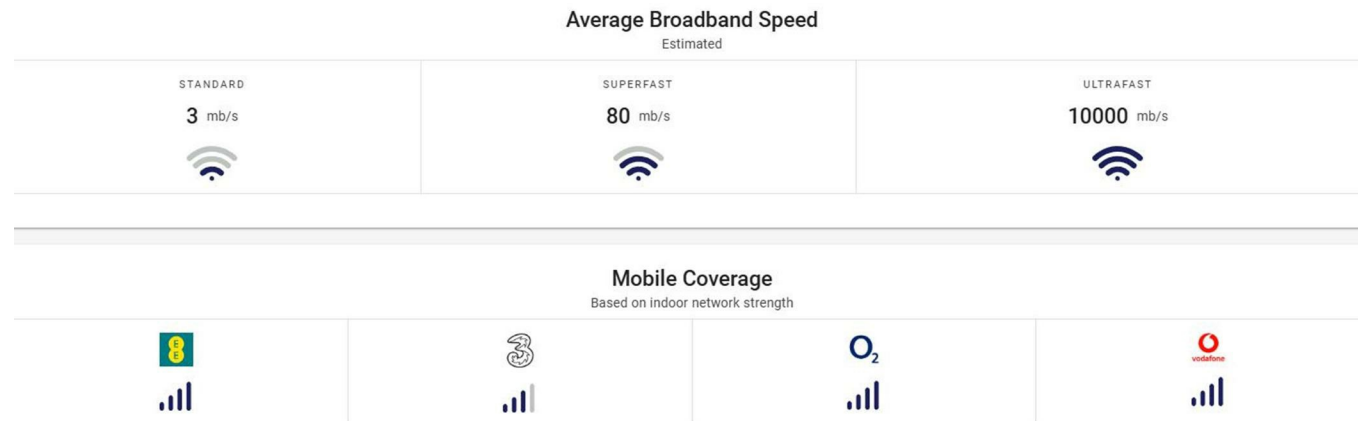 Average Broadband Speed
Estimated
STANDARD
3 mb/s
SUPERFAST
80 mb/s
ULTRAFAST
10000 mb/s
Mobile Coverage
Based on indoor network strength
E
E
3
O2
vodafone